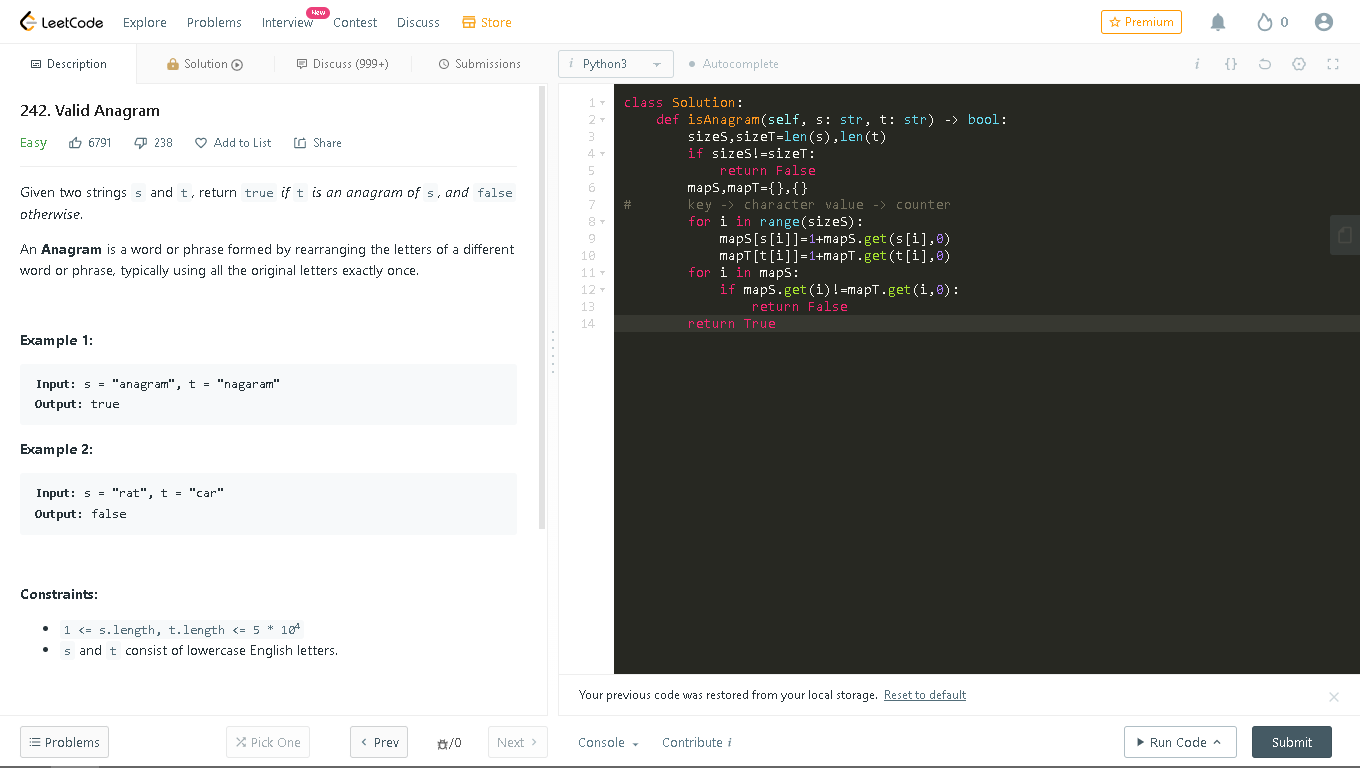 LeetCode Explore Problems Interview New Contest Discuss Store Premium 0
Description Solution Discuss (999+) Submissions
i Python3 Autocomplete i {}
242. Valid Anagram
Easy 6791 238 Add to List Share
Given two strings s and t, return true if t is an anagram of s, and false
otherwise.
An Anagram is a word or phrase formed by rearranging the letters of a different
word or phrase, typically using all the original letters exactly once.
Example 1:
Input: s = "anagram", t = "nagaram"
Output: true
Example 2:
Input: s = "rat", t = "car"
Output: false
Constraints:
• 1 <= s.length, t.length <= 5 * 10⁴
• s and t consist of lowercase English letters.
1 class Solution:
2     def isAnagram(self, s: str, t: str) -> bool:
3         sizeS,sizeT=len(s),len(t)
4         if sizeS!=sizeT:
5             return False
6         mapS,mapT={},{}
7 #       key -> character value -> counter
8         for i in range(sizeS):
9             mapS[s[i]]=1+mapS.get(s[i],0)
10             mapT[t[i]]=1+mapT.get(t[i],0)
11         for i in mapS:
12             if mapS.get(i)!=mapT.get(i,0):
13                 return False
14         return True
Your previous code was restored from your local storage. Reset to default
Problems Pick One Prev /0 Next
Console Contribute i Run Code Submit